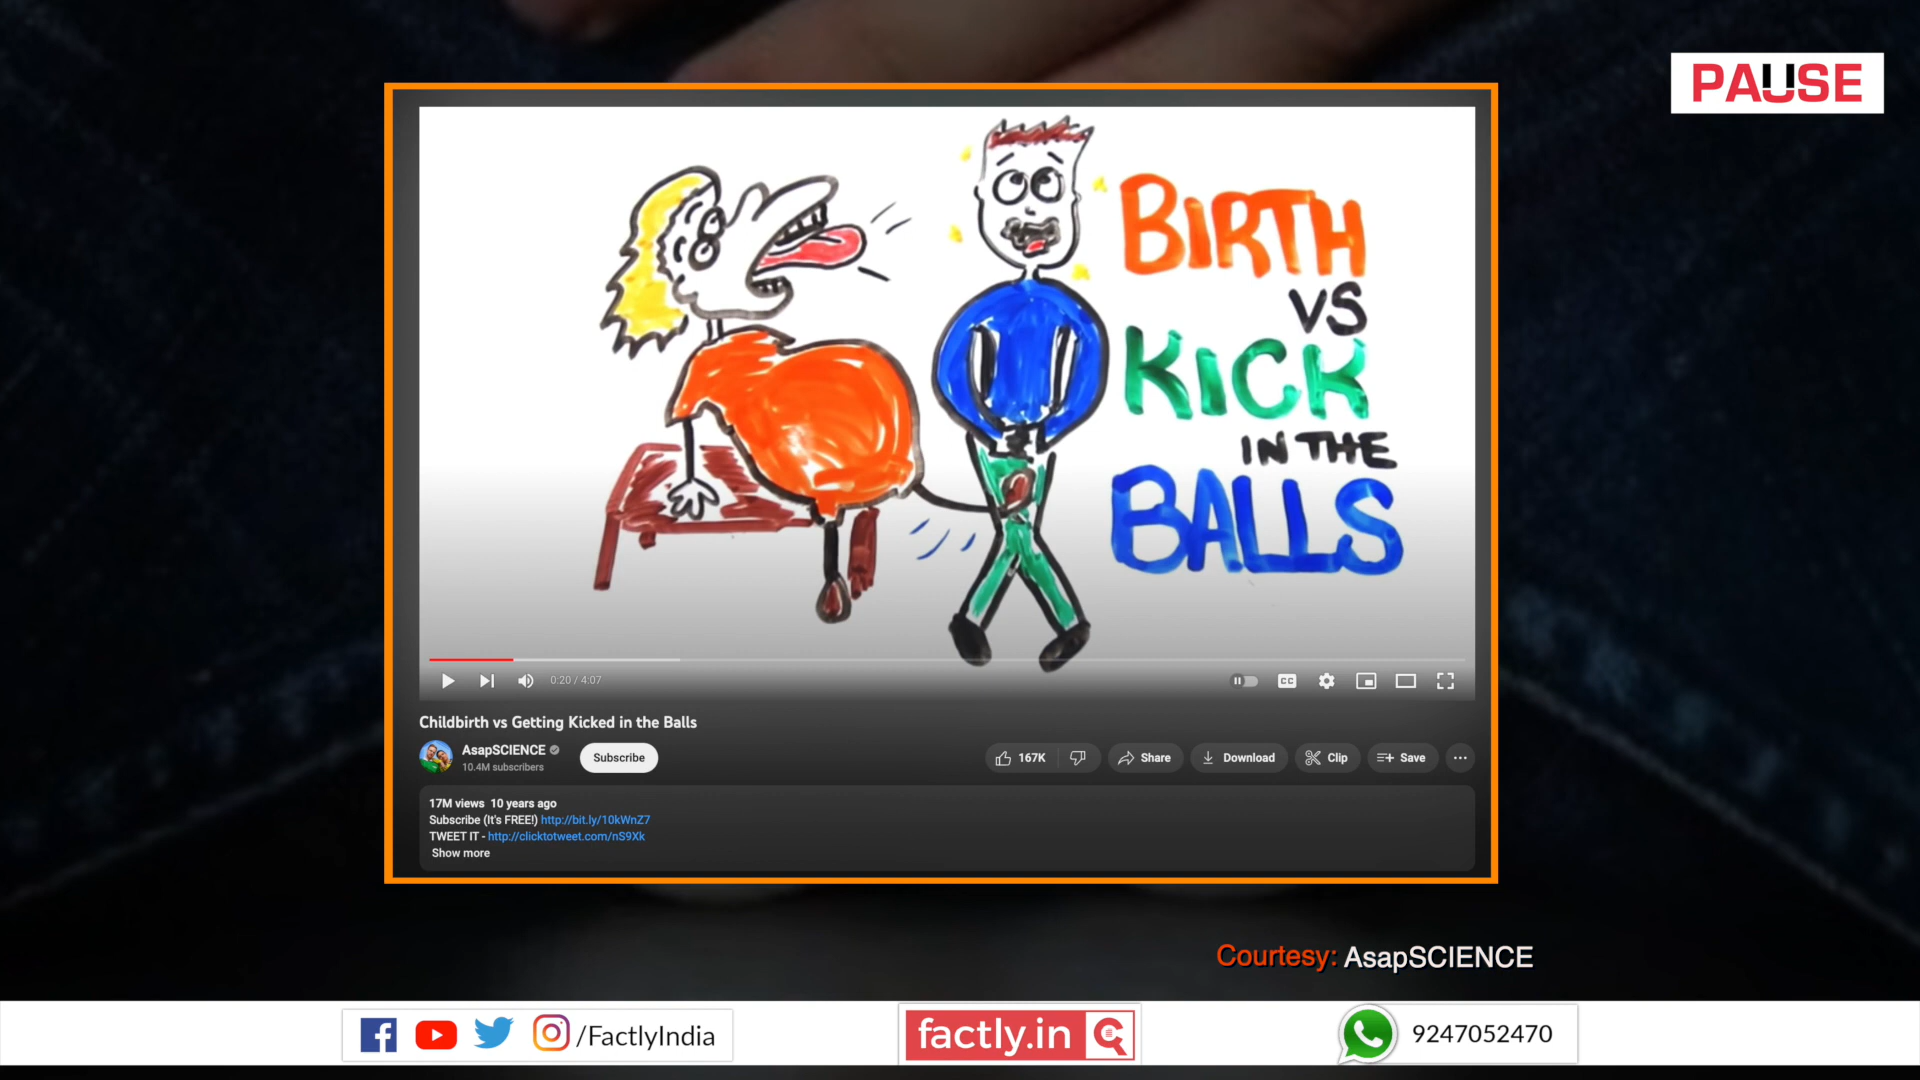 PAUSE
BIRTH
VS
KICK
IN THE
BALLS
0:20 / 4:07
CC
Childbirth vs Getting Kicked in the Balls
AsapSCIENCE
10.4M subscribers
Subscribe
167K
Share
Download
Clip
Save
17M views 10 years ago
Subscribe (It's FREE!) http://bit.ly/10kWnZ7
TWEET IT - http://clicktotweet.com/nS9Xk
Show more
Courtesy: AsapSCIENCE
/FactlyIndia
factly.in
9247052470